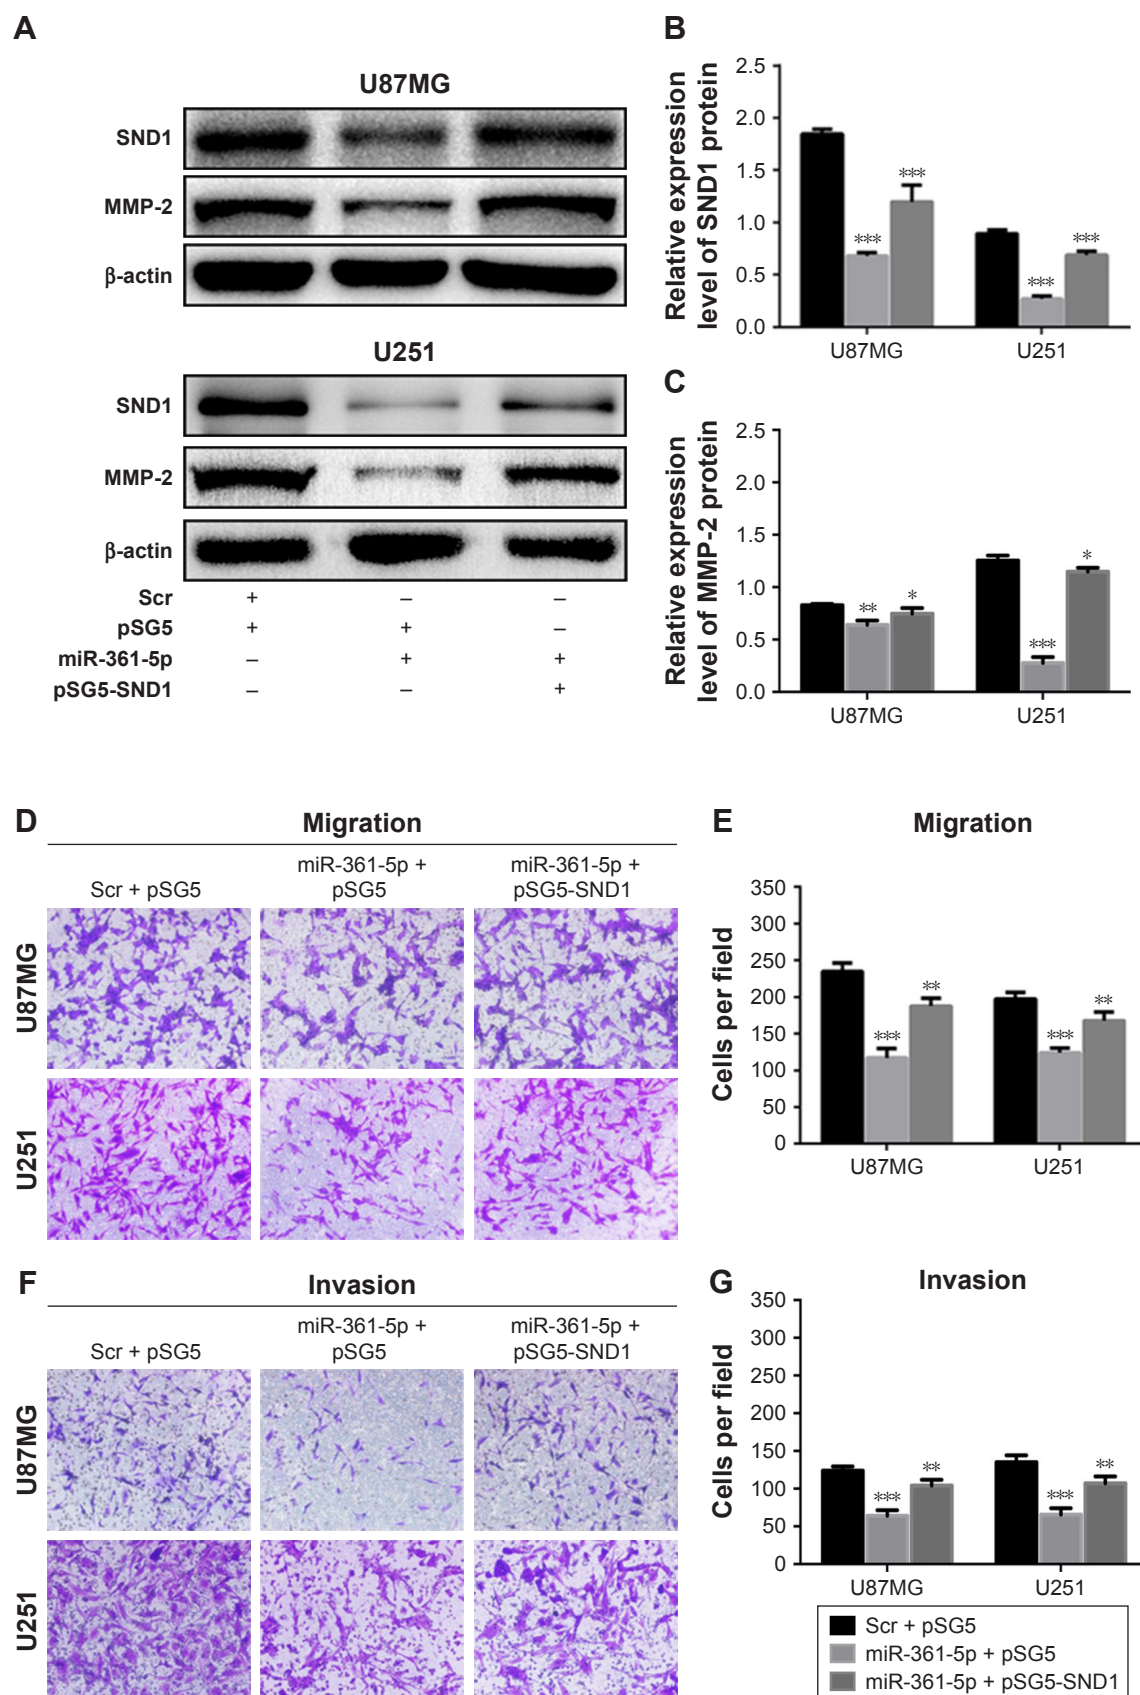 A
U87MG
SND1
MMP-2
β-actin
U251
SND1
MMP-2
β-actin
Scr + – –
pSG5 + + –
miR-361-5p – + +
pSG5-SND1 – – +
B
Relative expression
level of SND1 protein
2.5
2.0
1.5
1.0
0.5
0.0
***
***
***
***
U87MG U251
C
Relative expression
level of MMP-2 protein
2.5
2.0
1.5
1.0
0.5
0.0
**
*
***
*
U87MG U251
D
Migration
Scr + pSG5
miR-361-5p +
pSG5
miR-361-5p +
pSG5-SND1
U87MG
U251
E
Migration
Cells per field
350
300
250
200
150
100
50
0
***
**
***
**
U87MG U251
F
Invasion
Scr + pSG5
miR-361-5p +
pSG5
miR-361-5p +
pSG5-SND1
U87MG
U251
G
Invasion
Cells per field
350
300
250
200
150
100
50
0
***
**
***
**
U87MG U251
Scr + pSG5
miR-361-5p + pSG5
miR-361-5p + pSG5-SND1